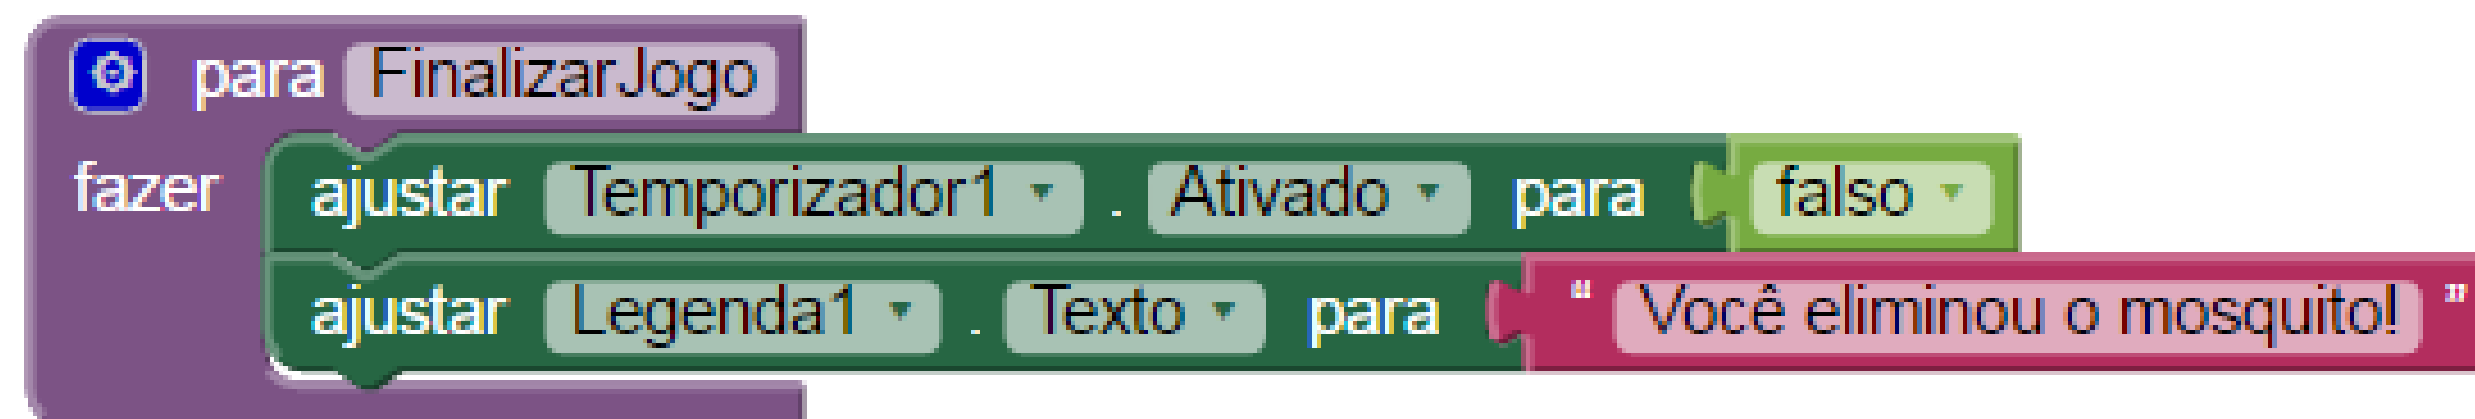 para FinalizarJogo
fazer ajustar Temporizador1 . Ativado para falso
ajustar Legenda1 . Texto para “ Você eliminou o mosquito! ”